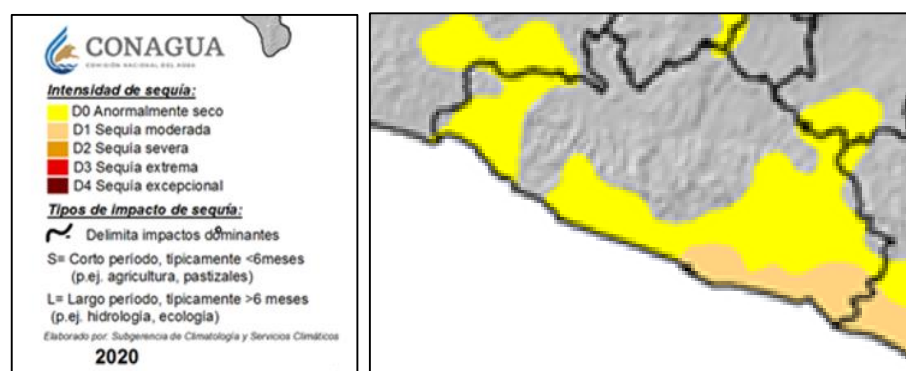 CONAGUA
COMISIÓN NACIONAL DEL AGUA
Intensidad de sequía:
D0 Anormalmente seco
D1 Sequía moderada
D2 Sequía severa
D3 Sequía extrema
D4 Sequía excepcional
Tipos de impacto de sequía:
Delimita impactos dominantes
S= Corto período, típicamente <6meses
(p.ej. agricultura, pastizales)
L= Largo período, típicamente >6 meses
(p.ej. hidrología, ecología)
Elaborado por: Subgerencia de Climatología y Servicios Climáticos
2020